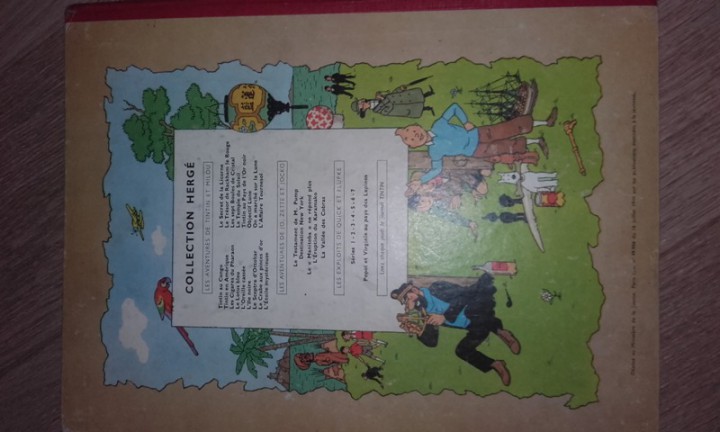 COLLECTION HERGÉ
LES AVENTURES DE TINTIN ET MILOU
Tintin au Congo
Tintin en Amérique
Les Cigares du Pharaon
Le Lotus bleu
L'Oreille cassée
L'Ile noire
Le Sceptre d'Ottokar
Le Crabe aux pinces d'or
L'Étoile mystérieuse
Le Secret de la Licorne
Le Trésor de Rackham le Rouge
Les sept Boules de Cristal
Le Temple du Soleil
Tintin au Pays de l'Or noir
Objectif Lune
On a marché sur la Lune
L'Affaire Tournesol
LES AVENTURES DE JO, ZETTE ET JOCKO
Le Testament de M. Pump
Destination New York
Le « Manitoba » ne répond plus
L'Éruption du Karamako
La Vallée des Cobras
LES EXPLOITS DE QUICK ET FLUPKE
Séries 1 - 2 - 3 - 4 - 5 - 6 - 7
Popol et Virginie au pays des Lapinos